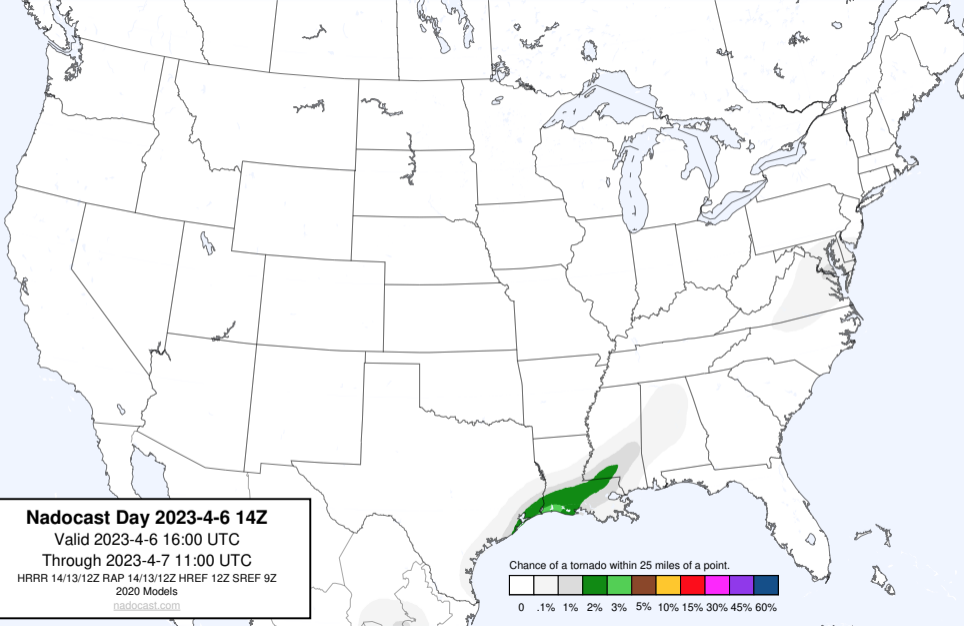 Nadocast Day 2023-4-6 14Z
Valid 2023-4-6 16:00 UTC
Through 2023-4-7 11:00 UTC
HRRR 14/13/12Z RAP 14/13/12Z HREF 12Z SREF 9Z
2020 Models
nadocast.com
Chance of a tornado within 25 miles of a point.
0 .1% 1% 2% 3% 5% 10% 15% 30% 45% 60%